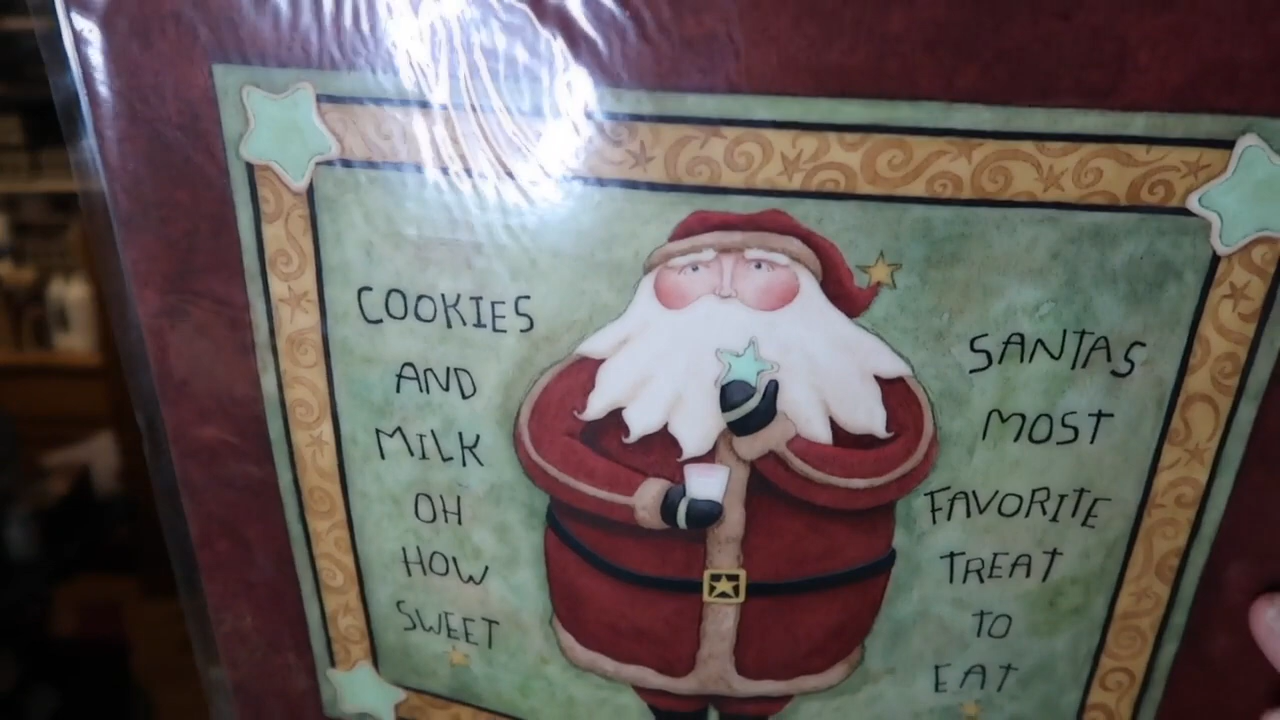 COOKIES
AND
MILK
OH
HOW
SWEET
SANTAS
MOST
FAVORITE
TREAT
TO
EAT